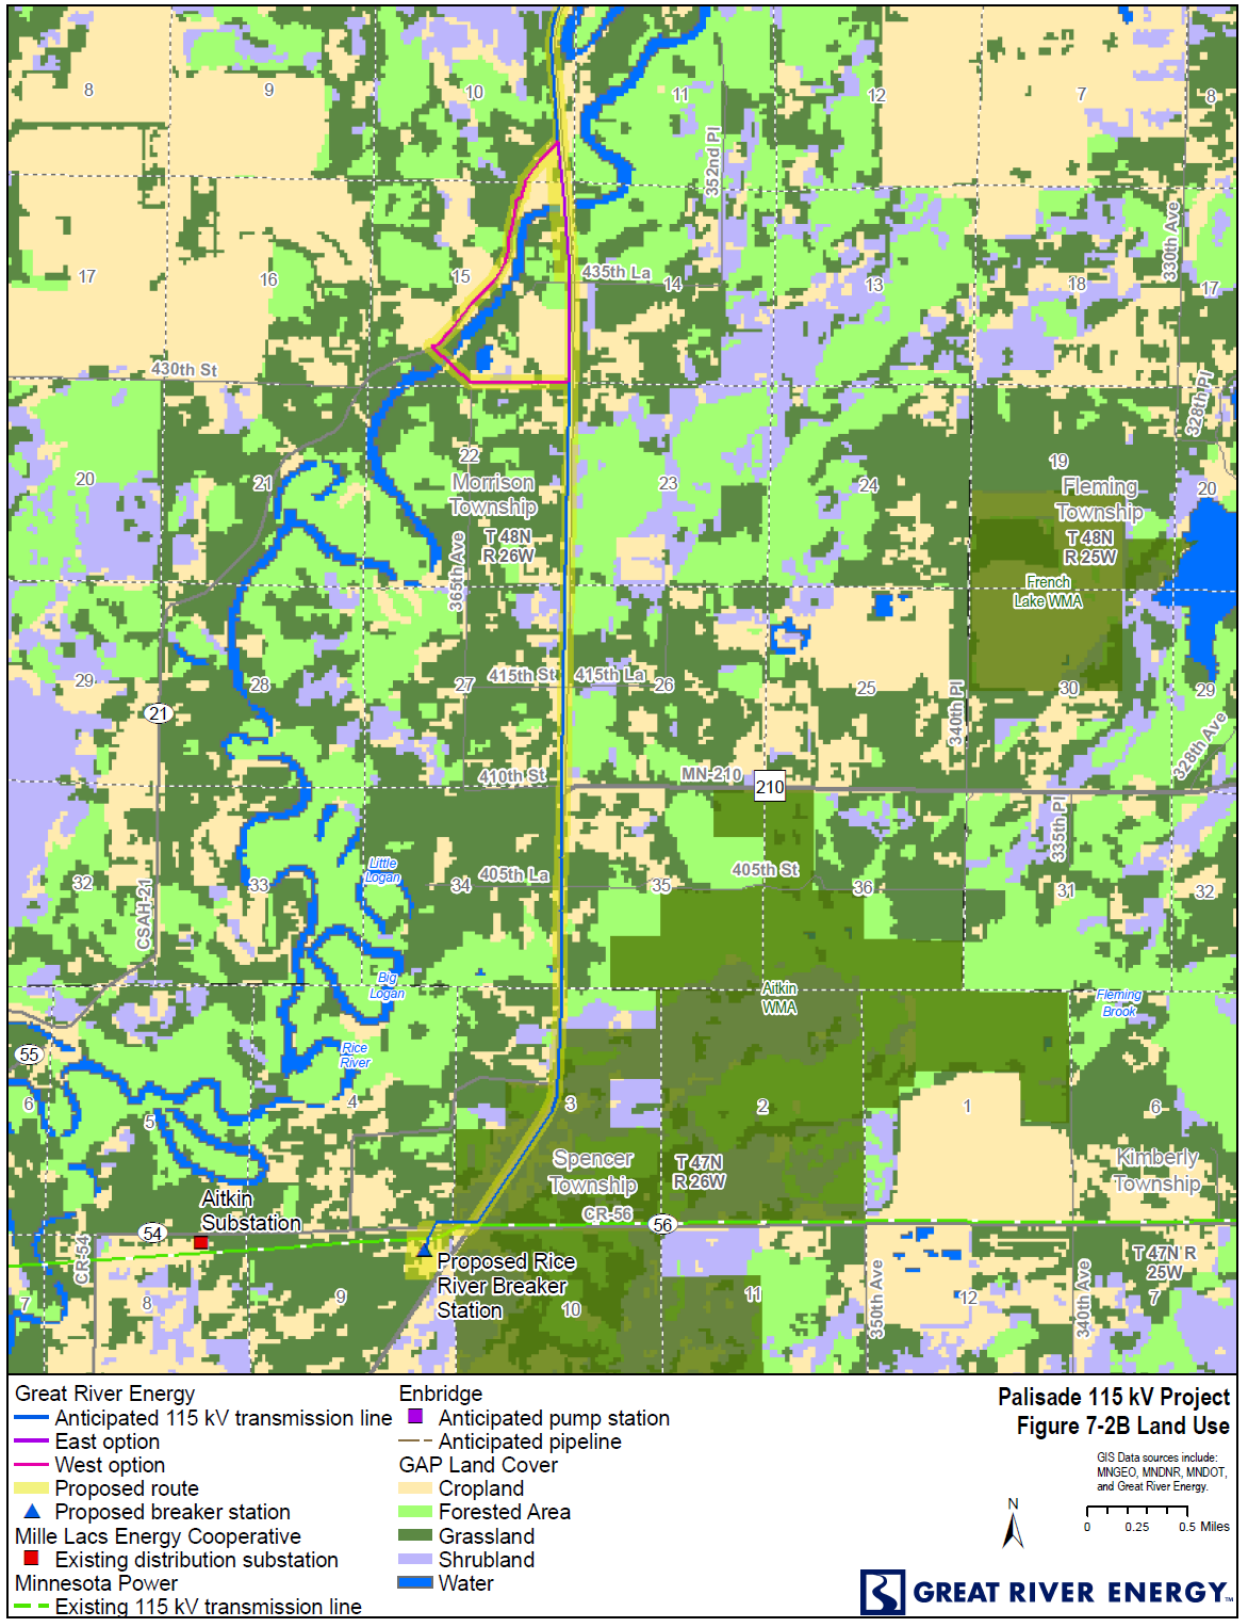 8
9
10
11
12
7
8
352nd Pl
330th Ave
17
16
15
435th La
14
13
18
17
430th St
328th Pl
20
21
22
Morrison
Township
T 48N
R 26W
365th Ave
23
24
19
Fleming
Township
T 48N
R 25W
20
French
Lake WMA
29
28
27
415th St
415th La
26
25
340th Pl
30
29
328th Ave
21
410th St
MN-210
210
335th Pl
32
CSAH-21
33
Little
Logan
34
405th La
35
405th St
36
31
32
Big
Logan
Aitkin
WMA
Fleming
Brook
55
Rice
River
6
5
4
3
2
1
6
Spencer
Township
T 47N
R 26W
Kimberly
Township
Aitkin
Substation
54
CR-54
CR-56
56
Proposed Rice
River Breaker
Station
T 47N R
25W
7
8
9
10
11
350th Ave
12
340th Ave
7
Great River Energy
Anticipated 115 kV transmission line
East option
West option
Proposed route
Proposed breaker station
Mille Lacs Energy Cooperative
Existing distribution substation
Minnesota Power
Existing 115 kV transmission line
Enbridge
Anticipated pump station
Anticipated pipeline
GAP Land Cover
Cropland
Forested Area
Grassland
Shrubland
Water
Palisade 115 kV Project
Figure 7-2B Land Use
GIS Data sources include:
MNGEO, MNDNR, MNDOT,
and Great River Energy.
N
0 0.25 0.5 Miles
GREAT RIVER ENERGY™